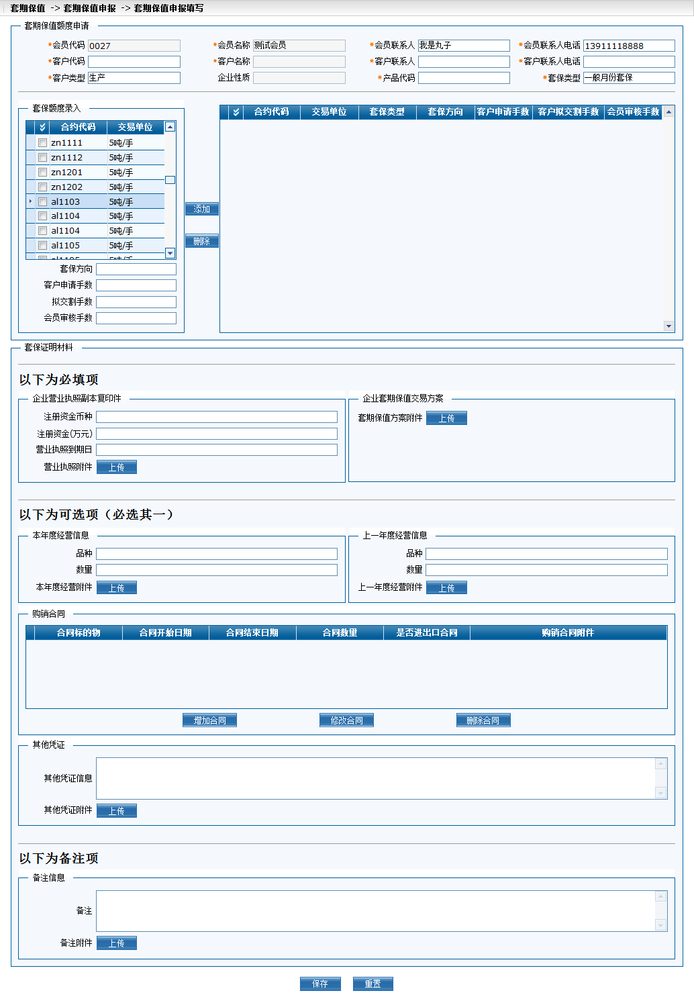 套期保值 -> 套期保值申报 -> 套期保值申报填写
套期保值额度申请
*会员代码 0027 *会员名称 测试会员 *会员联系人 我是丸子 *会员联系人电话 13911118888
*客户代码 *客户名称 *客户联系人 *客户联系人电话
*客户类型 生产 企业性质 *产品代码 *套保类型 一般月份套保
套保额度录入
合约代码 交易单位
zn1111 5吨/手
zn1112 5吨/手
zn1201 5吨/手
zn1202 5吨/手
al1103 5吨/手
al1104 5吨/手
al1104 5吨/手
al1105 5吨/手
al1105 5吨/手
套保方向
客户申请手数
拟交割手数
会员审核手数
添加
删除
合约代码 交易单位 套保类型 套保方向 客户申请手数 客户拟交割手数 会员审核手数
套保证明材料
以下为必填项
企业营业执照副本复印件
注册资金币种
注册资金(万元)
营业执照到期日
营业执照附件 上传
企业套期保值交易方案
套期保值方案附件 上传
以下为可选项（必选其一）
本年度经营信息
品种
数量
本年度经营附件 上传
上一年度经营信息
品种
数量
上一年度经营附件 上传
购销合同
合同标的物 合同开始日期 合同结束日期 合同数量 是否进出口合同 购销合同附件
增加合同 修改合同 删除合同
其他凭证
其他凭证信息
其他凭证附件 上传
以下为备注项
备注信息
备注
备注附件 上传
保存 重置